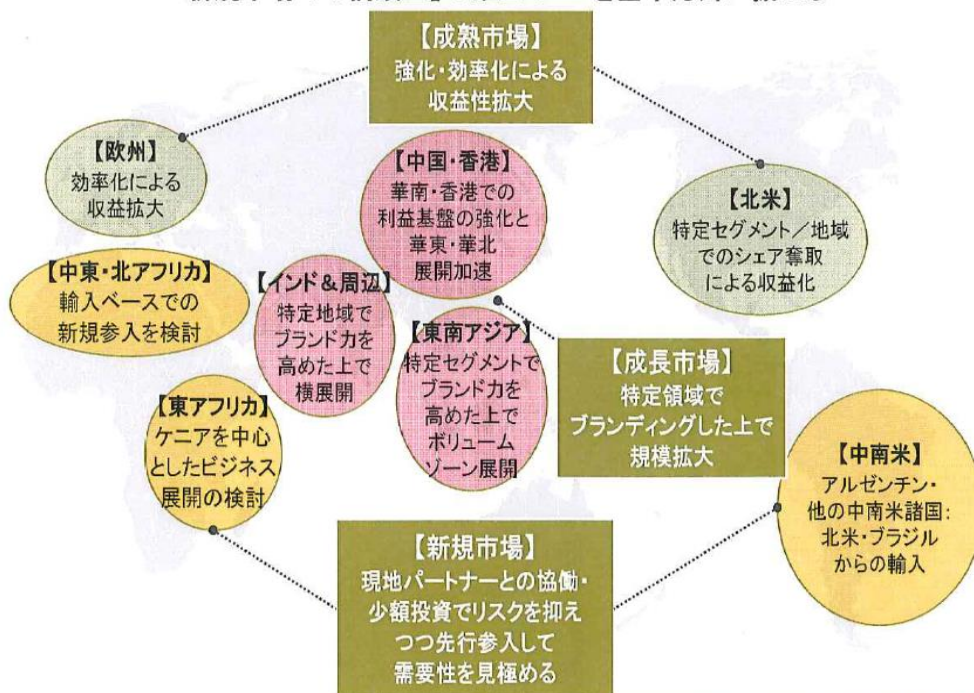 【成熟市場】
強化・効率化による
収益性拡大
【欧州】
効率化による
収益拡大
【中国・香港】
華南・香港での
利益基盤の強化と
華東・華北
展開加速
【北米】
特定セグメント／地域
でのシェア奪取
による収益化
【中東・北アフリカ】
輸入ベースでの
新規参入を検討
【インド＆周辺】
特定地域で
ブランド力を
高めた上で
横展開
【東南アジア】
特定セグメントで
ブランド力を
高めた上で
ボリューム
ゾーン展開
【成長市場】
特定領域で
ブランディングした上で
規模拡大
【東アフリカ】
ケニアを中心
としたビジネス
展開の検討
【中南米】
アルゼンチン・
他の中南米諸国:
北米・ブラジル
からの輸入
【新規市場】
現地パートナーとの協働・
少額投資でリスクを抑え
つつ先行参入して
需要性を見極める